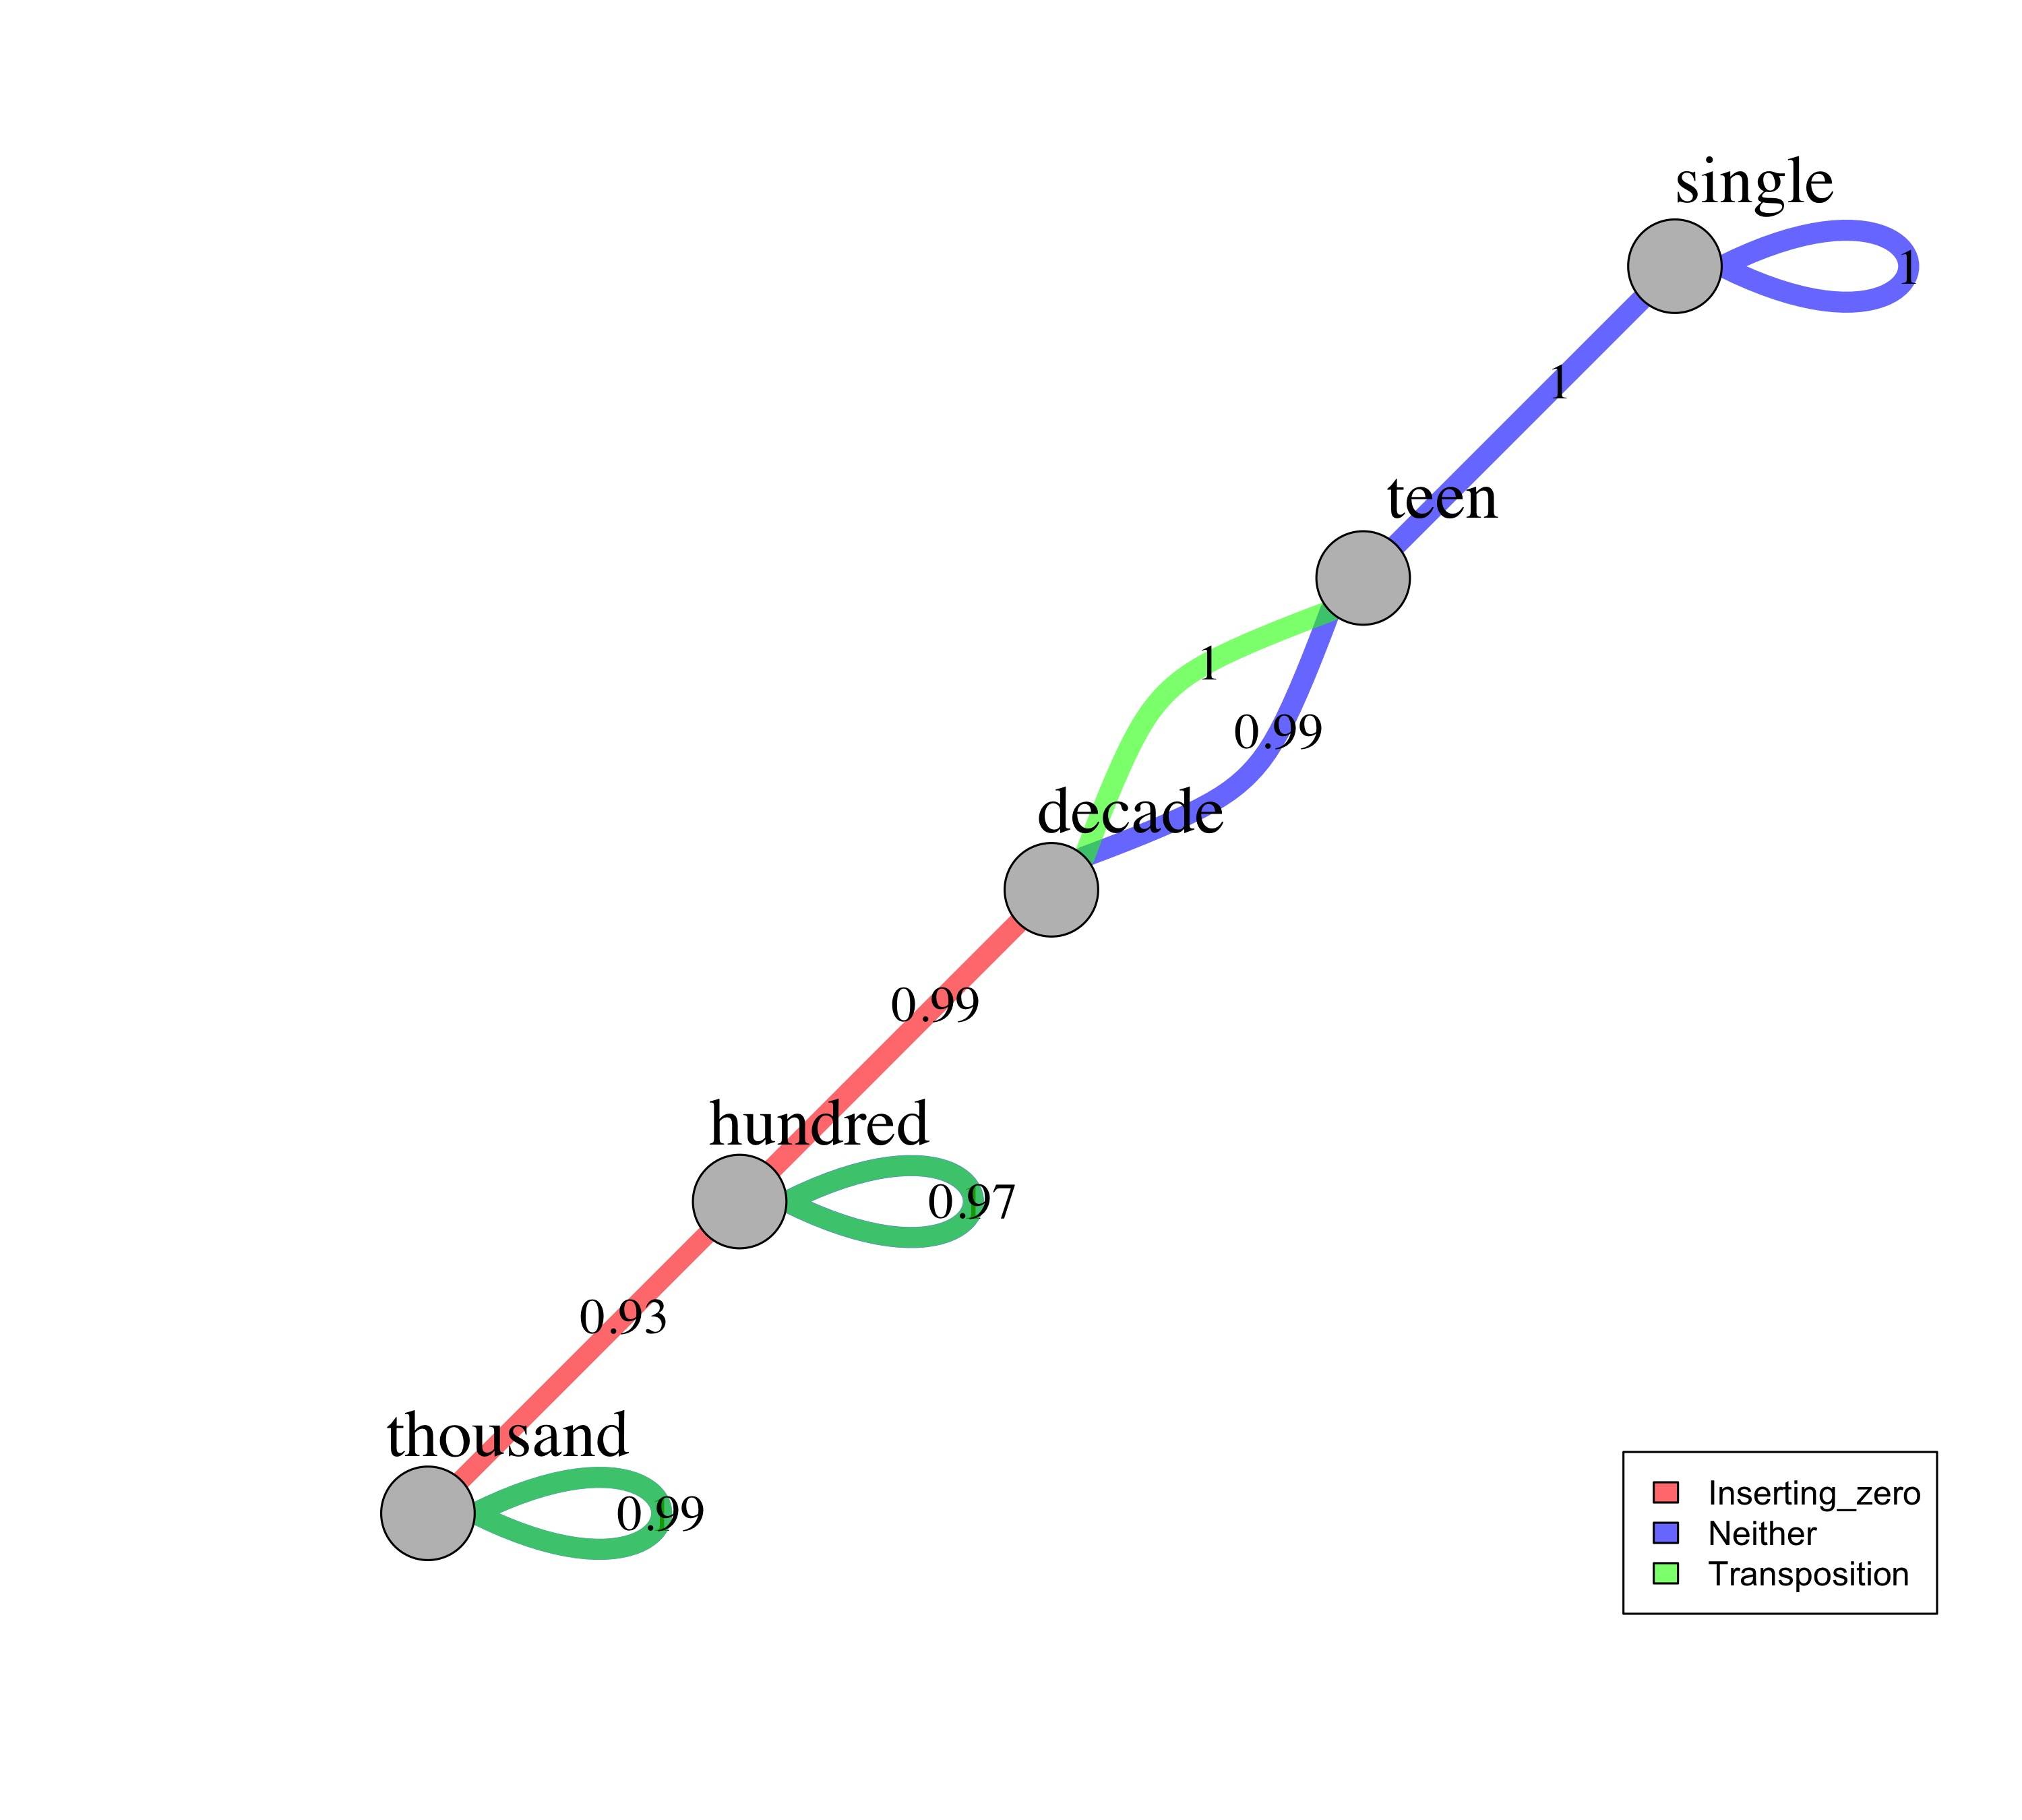 single
1
1
teen
1
0.99
decade
0.99
hundred
0.97
0.93
thousand
0.99
Inserting_zero
Neither
Transposition